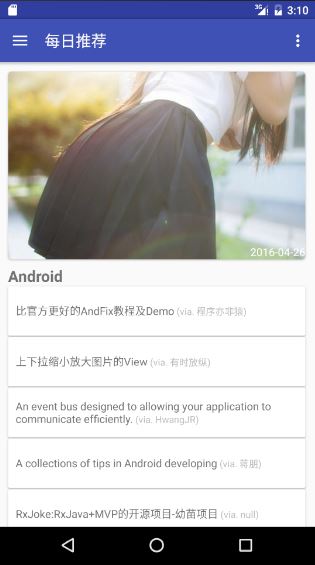 3G 3:10
每日推荐
2016-04-26
Android
比官方更好的AndFix教程及Demo (via. 程序亦非猿)
上下拉缩小放大图片的View (via. 有时放纵)
An event bus designed to allowing your application to
communicate efficiently. (via. HwangJR)
A collections of tips in Android developing (via. 蒋朋)
RxJoke:RxJava+MVP的开源项目-幼苗项目 (via. null)